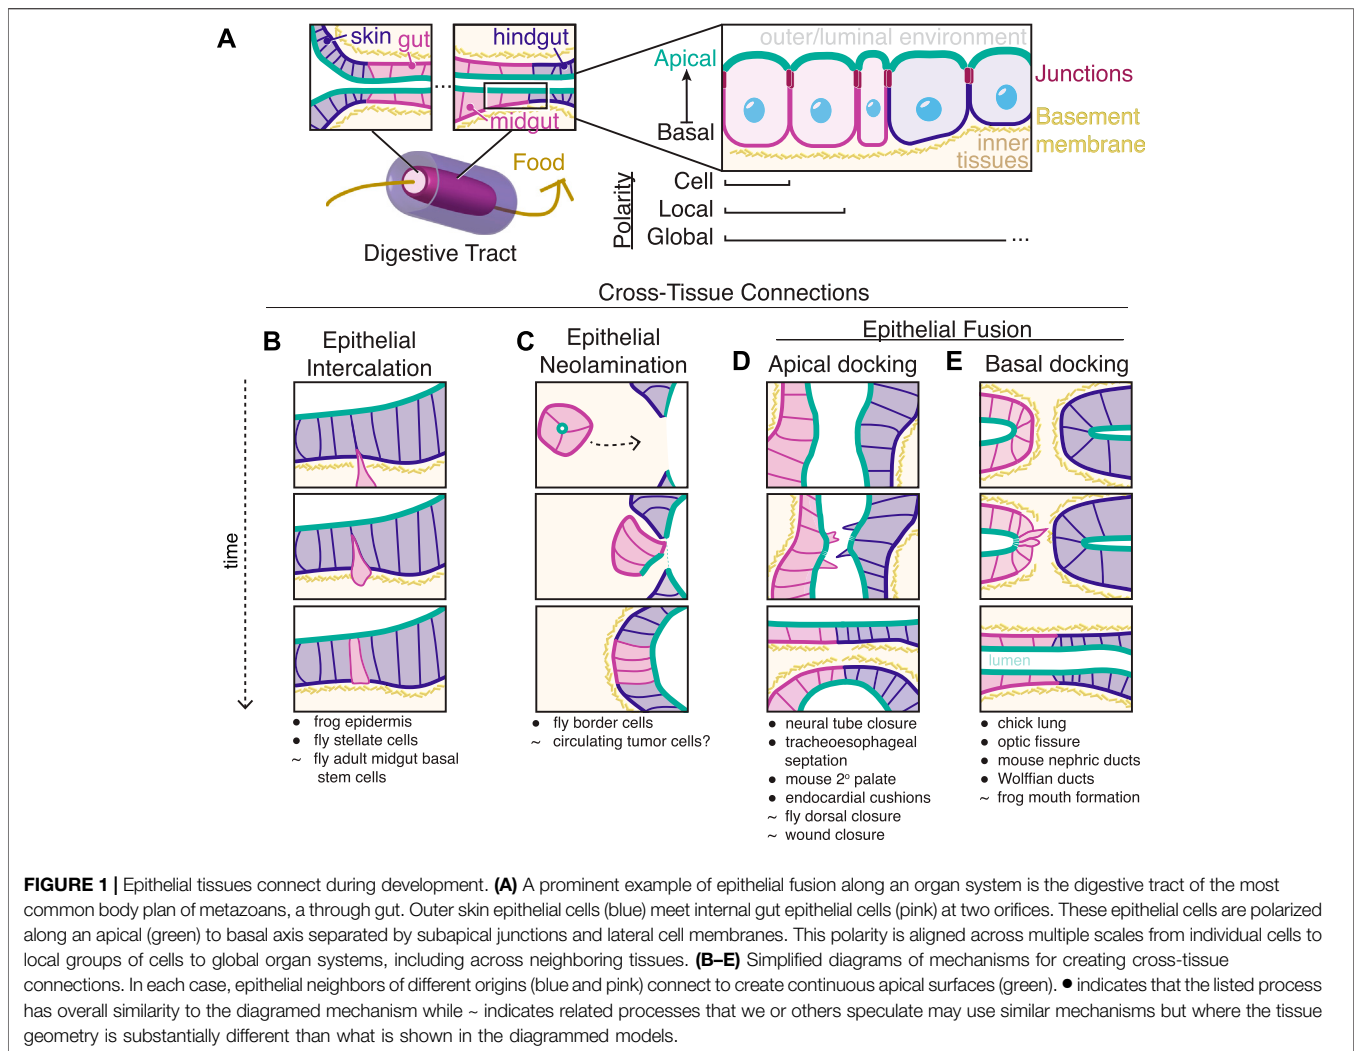 A
skin
gut
hindgut
midgut
...
Food
Digestive Tract
outer/luminal environment
Apical
Basal
Junctions
Basement
membrane
inner
tissues
Polarity
Cell
Local
Global
...
Cross-Tissue Connections
B
Epithelial
Intercalation
C
Epithelial
Neolamination
Epithelial Fusion
D
Apical docking
E
Basal docking
time
lumen
● frog epidermis
● fly stellate cells
~ fly adult midgut basal
stem cells
● fly border cells
~ circulating tumor cells?
● neural tube closure
● tracheoesophageal
septation
● mouse 2º palate
● endocardial cushions
~ fly dorsal closure
~ wound closure
● chick lung
● optic fissure
● mouse nephric ducts
● Wolffian ducts
~ frog mouth formation
FIGURE 1 | Epithelial tissues connect during development. (A) A prominent example of epithelial fusion along an organ system is the digestive tract of the most
common body plan of metazoans, a through gut. Outer skin epithelial cells (blue) meet internal gut epithelial cells (pink) at two orifices. These epithelial cells are polarized
along an apical (green) to basal axis separated by subapical junctions and lateral cell membranes. This polarity is aligned across multiple scales from individual cells to
local groups of cells to global organ systems, including across neighboring tissues. (B–E) Simplified diagrams of mechanisms for creating cross-tissue
connections. In each case, epithelial neighbors of different origins (blue and pink) connect to create continuous apical surfaces (green). ● indicates that the listed process
has overall similarity to the diagramed mechanism while ~ indicates related processes that we or others speculate may use similar mechanisms but where the tissue
geometry is substantially different than what is shown in the diagrammed models.